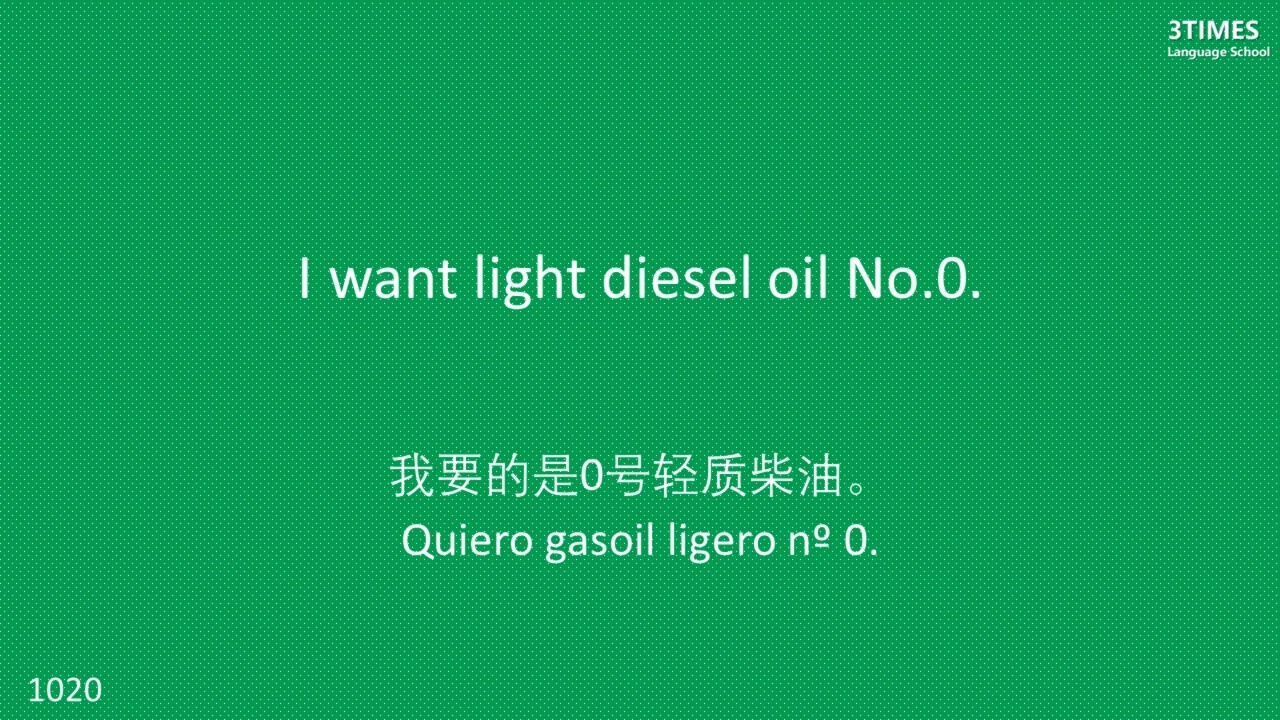 3TIMES
Language School
I want light diesel oil No.0.
我要的是0号轻质柴油。
Quiero gasoil ligero nº 0.
1020